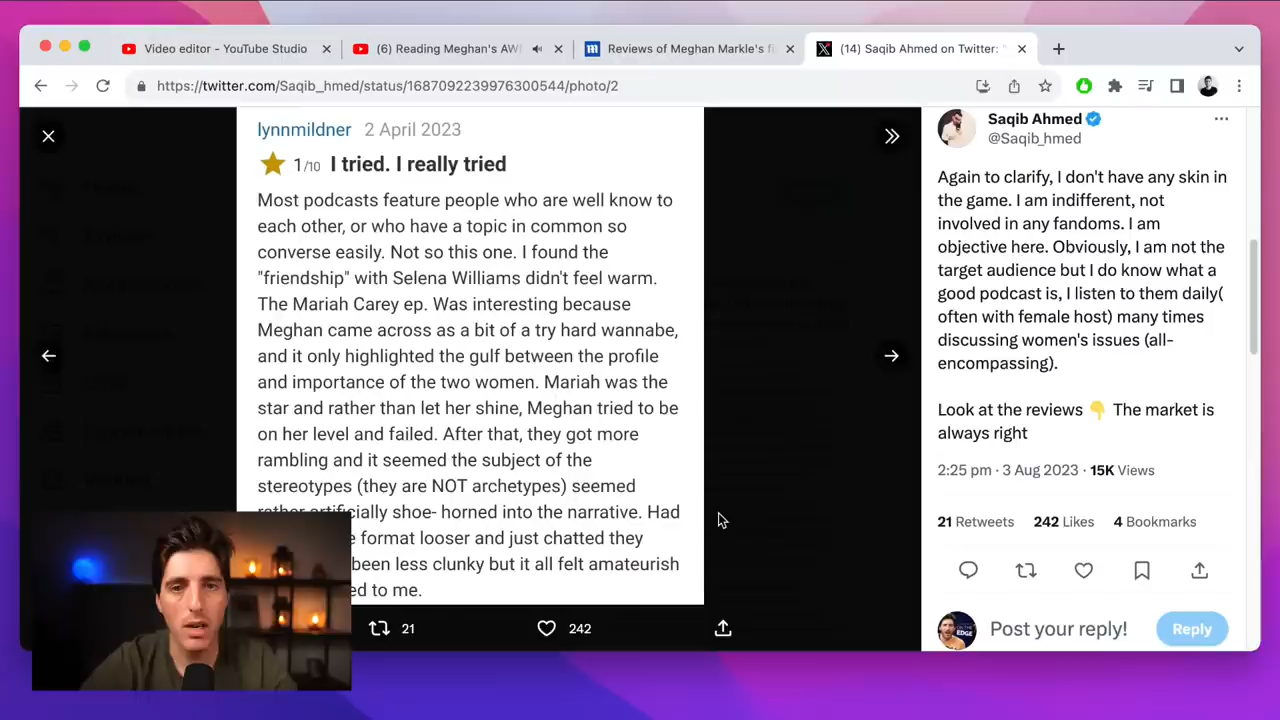 Video editor - YouTube Studio
(6) Reading Meghan's AW
Reviews of Meghan Markle's fi
(14) Saqib Ahmed on Twitter: "
https://twitter.com/Saqib_hmed/status/1687092239976300544/photo/2
lynnmildner 2 April 2023
1/10 I tried. I really tried
Most podcasts feature people who are well know to
each other, or who have a topic in common so
converse easily. Not so this one. I found the
"friendship" with Selena Williams didn't feel warm.
The Mariah Carey ep. Was interesting because
Meghan came across as a bit of a try hard wannabe,
and it only highlighted the gulf between the profile
and importance of the two women. Mariah was the
star and rather than let her shine, Meghan tried to be
on her level and failed. After that, they got more
rambling and it seemed the subject of the
stereotypes (they are NOT archetypes) seemed
rather artificially shoe- horned into the narrative. Had
format looser and just chatted they
been less clunky but it all felt amateurish
to me.
21
242
Saqib Ahmed
@Saqib_hmed
Again to clarify, I don't have any skin in
the game. I am indifferent, not
involved in any fandoms. I am
objective here. Obviously, I am not the
target audience but I do know what a
good podcast is, I listen to them daily(
often with female host) many times
discussing women's issues (all-
encompassing).
Look at the reviews 👇 The market is
always right
2:25 pm · 3 Aug 2023 · 15K Views
21 Retweets 242 Likes 4 Bookmarks
Post your reply!
Reply